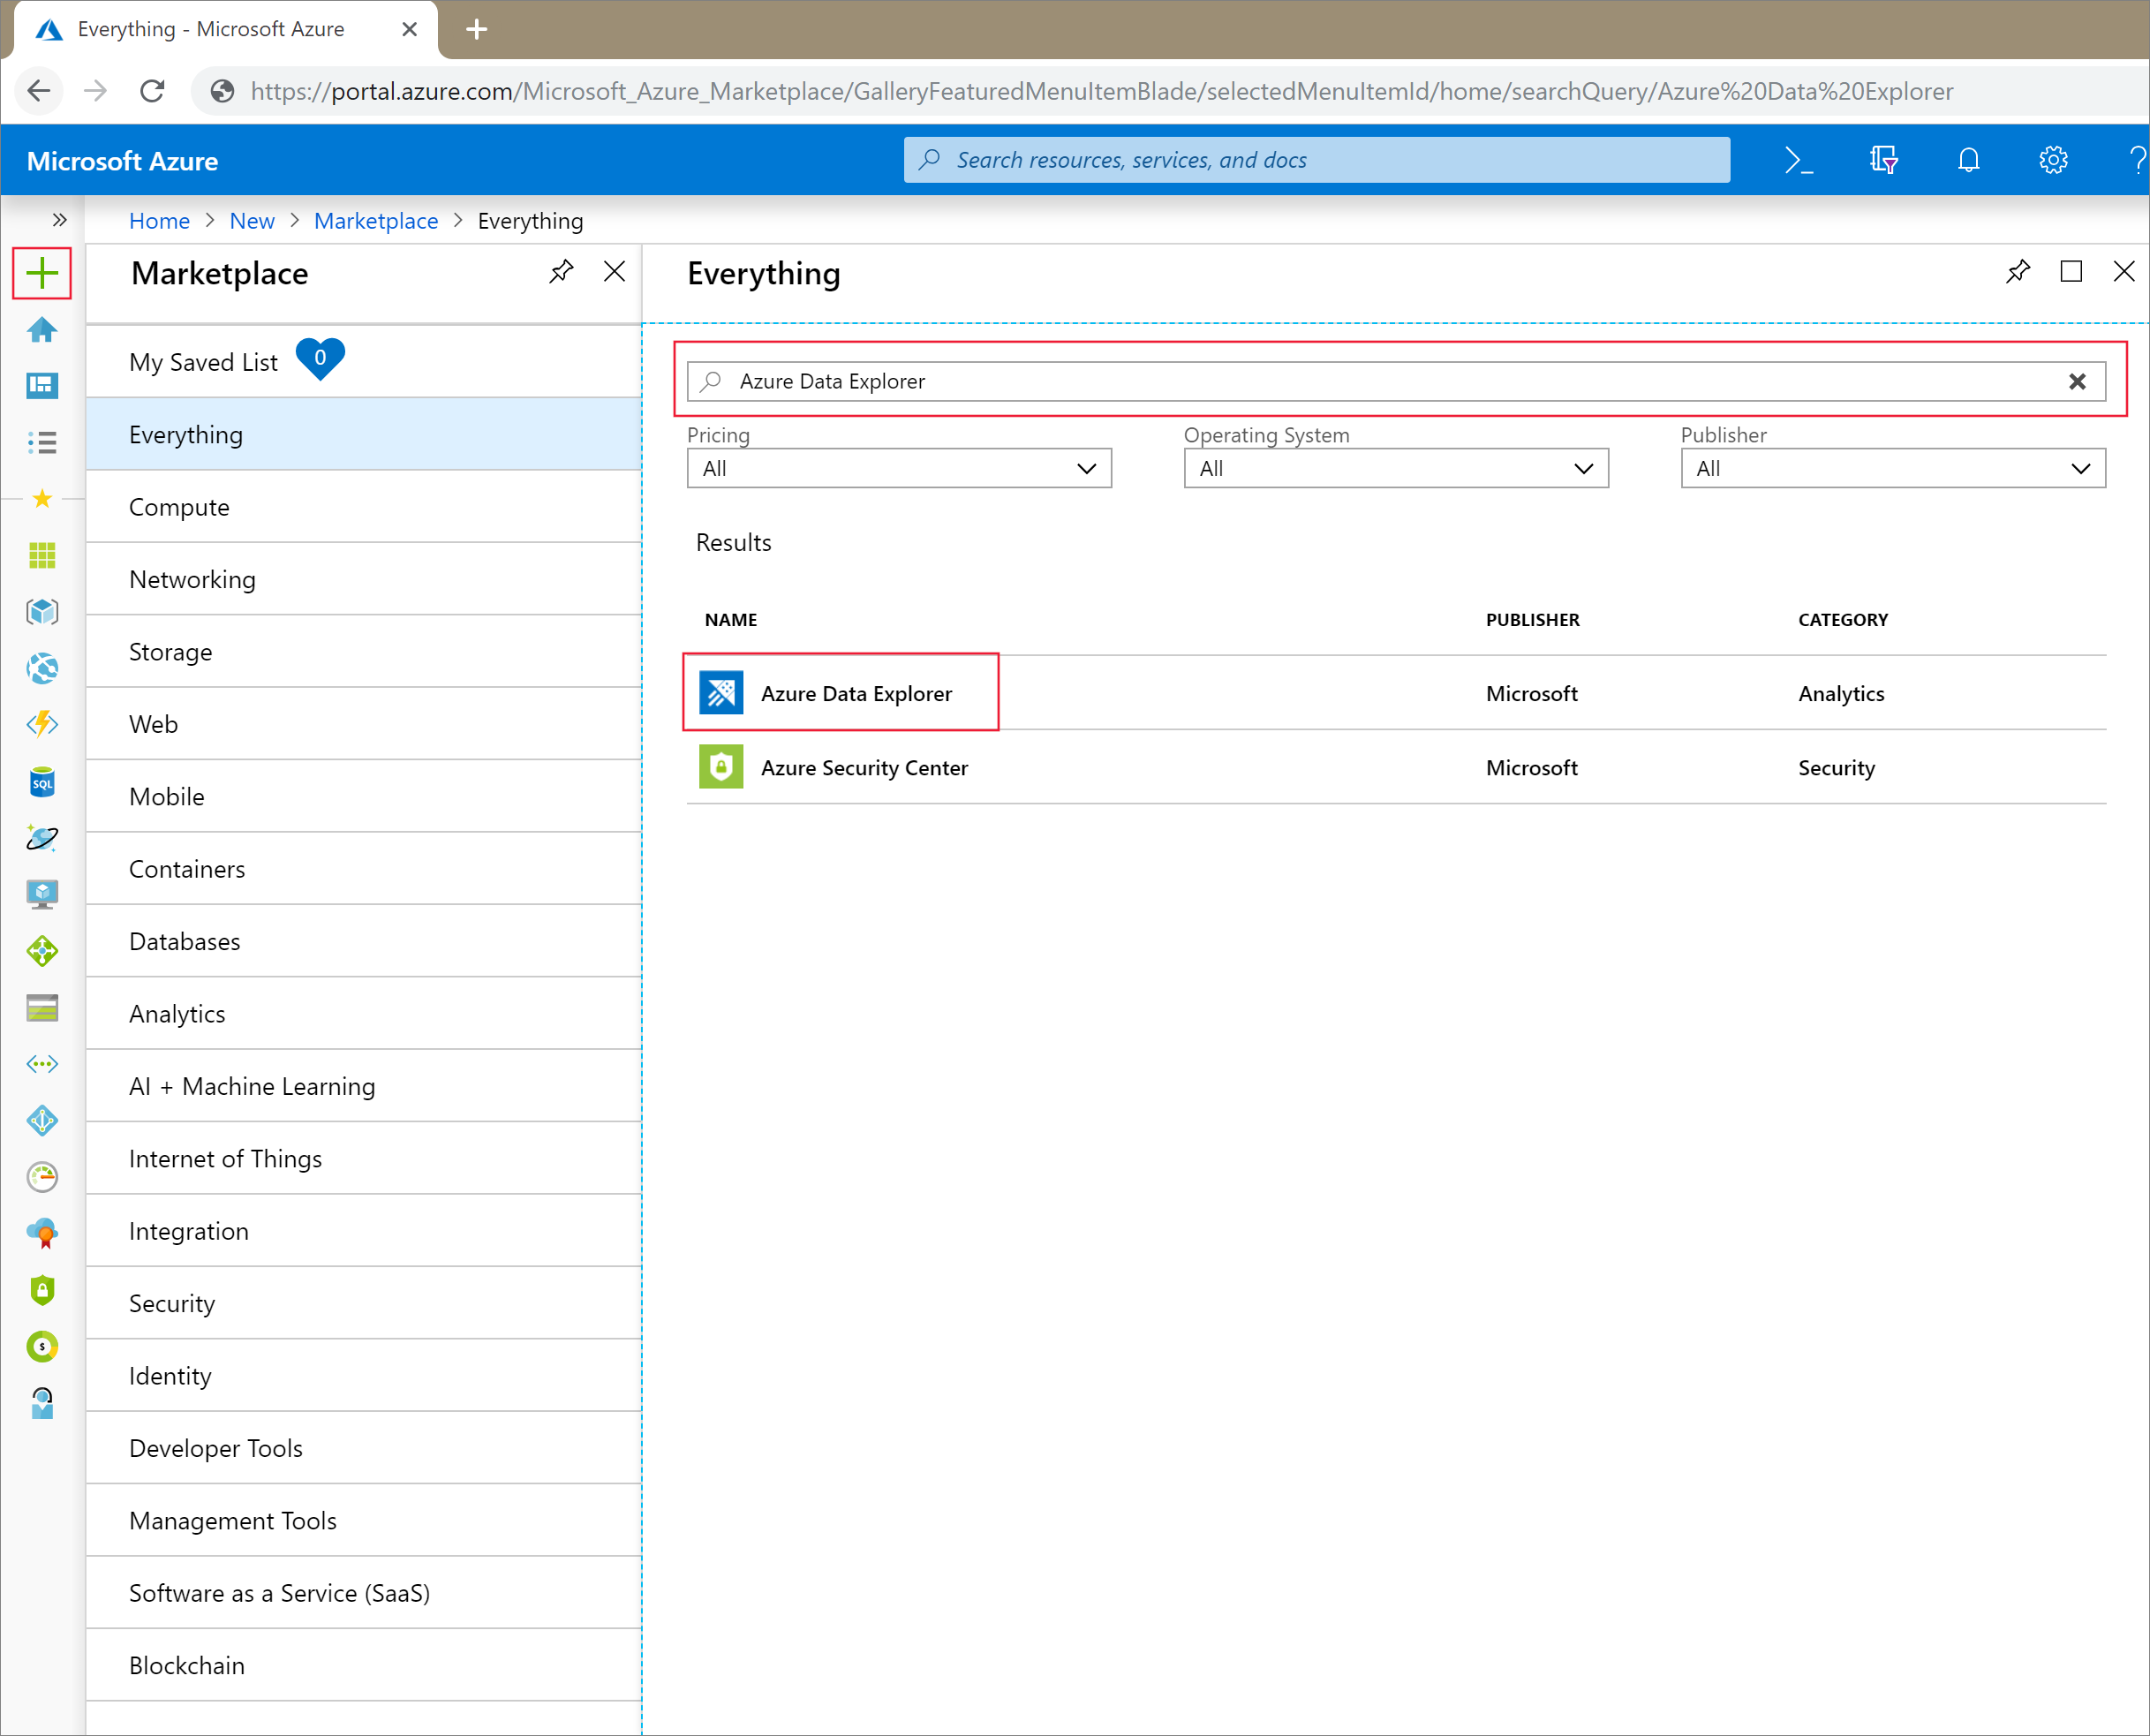 Everything - Microsoft Azure
https://portal.azure.com/Microsoft_Azure_Marketplace/GalleryFeaturedMenuItemBlade/selectedMenuItemId/home/searchQuery/Azure%20Data%20Explorer
Microsoft Azure
Search resources, services, and docs
Home > New > Marketplace > Everything
Marketplace
Everything
My Saved List 0
Everything
Compute
Networking
Storage
Web
Mobile
Containers
Databases
Analytics
AI + Machine Learning
Internet of Things
Integration
Security
Identity
Developer Tools
Management Tools
Software as a Service (SaaS)
Blockchain
Azure Data Explorer
Pricing Operating System Publisher
All All All
Results
NAME PUBLISHER CATEGORY
Azure Data Explorer Microsoft Analytics
Azure Security Center Microsoft Security
SQL